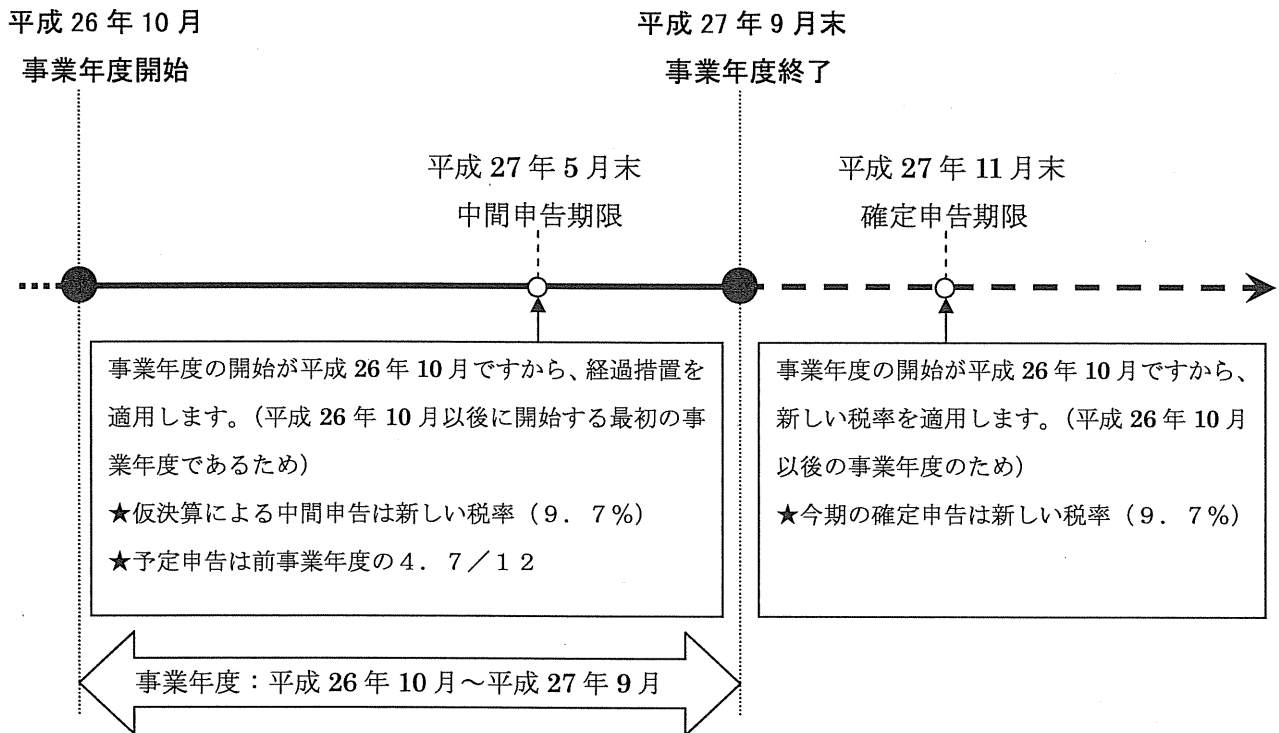 平成 26 年 10 月
事業年度開始
平成 27 年 9 月末
事業年度終了
平成 27 年 5 月末
中間申告期限
平成 27 年 11 月末
確定申告期限
事業年度の開始が平成 26 年 10 月ですから、経過措置を
適用します。（平成 26 年 10 月以後に開始する最初の事
業年度であるため）
★仮決算による中間申告は新しい税率（９．７％）
★予定申告は前事業年度の４．７／１２
事業年度の開始が平成 26 年 10 月ですから、
新しい税率を適用します。（平成 26 年 10 月
以後の事業年度のため）
★今期の確定申告は新しい税率（９．７％）
事業年度：平成 26 年 10 月～平成 27 年 9 月